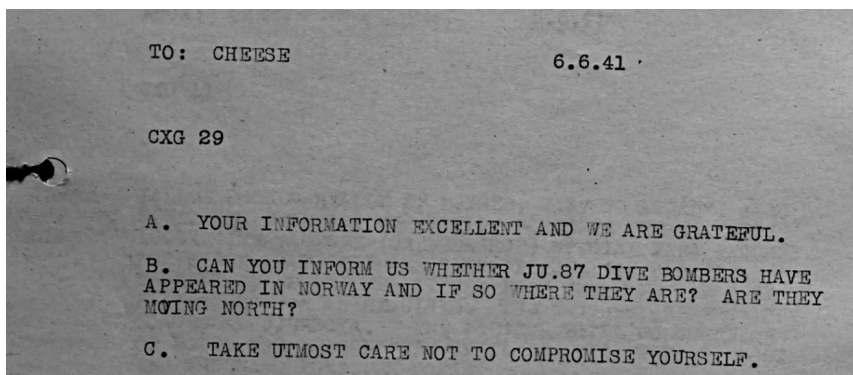 TO: CHEESE 6.6.41
CXG 29
A. YOUR INFORMATION EXCELLENT AND WE ARE GRATEFUL.
B. CAN YOU INFORM US WHETHER JU.87 DIVE BOMBERS HAVE
APPEARED IN NORWAY AND IF SO WHERE THEY ARE? ARE THEY
MOVING NORTH?
C. TAKE UTMOST CARE NOT TO COMPROMISE YOURSELF.